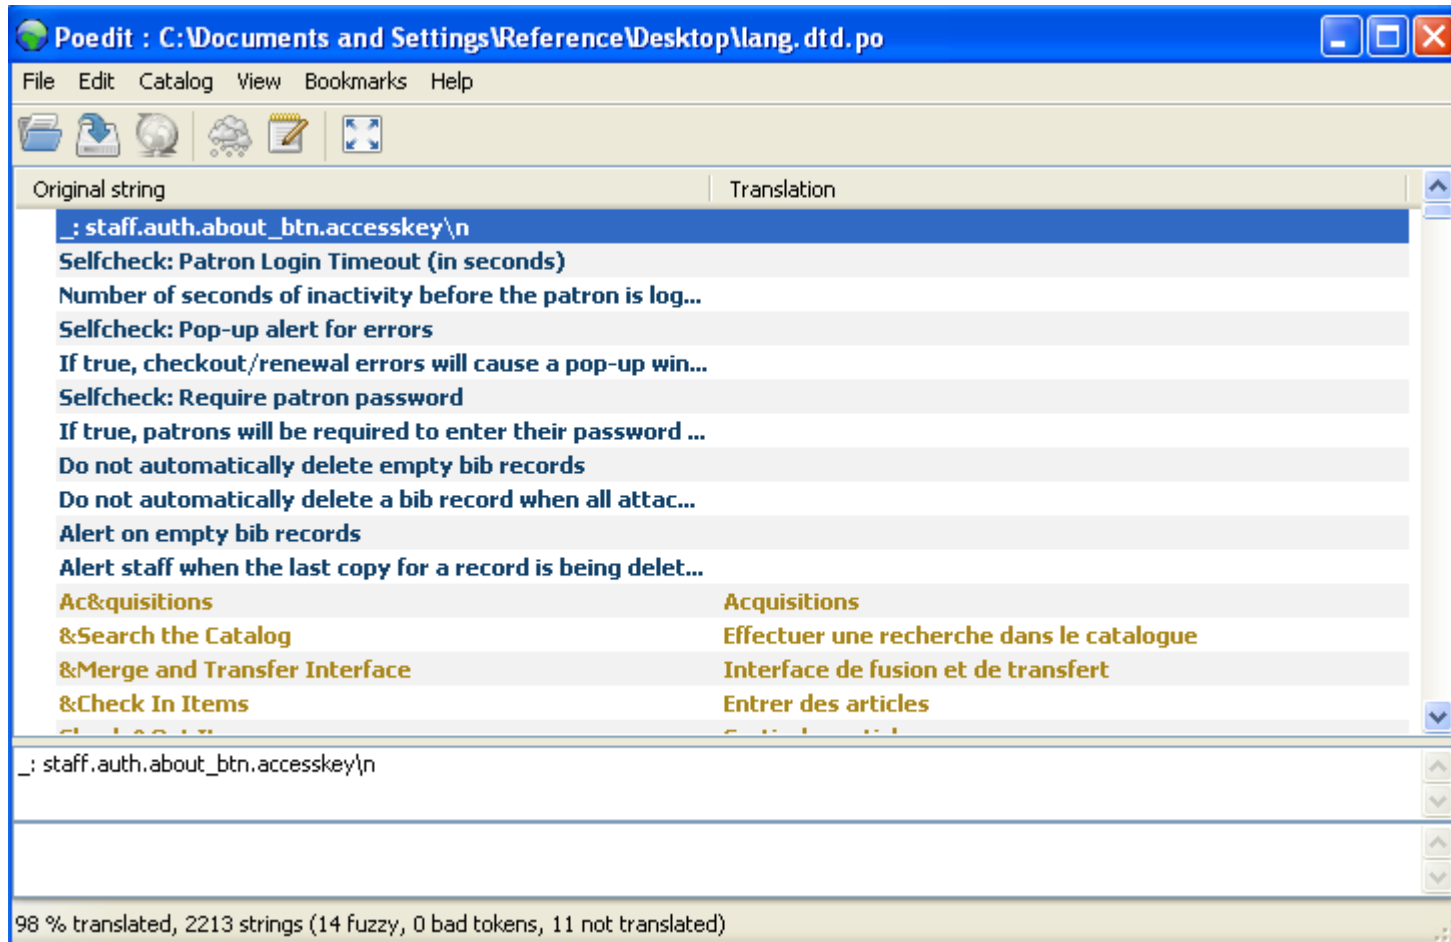 Poedit : C:\Documents and Settings\Reference\Desktop\lang.dtd.po
File Edit Catalog View Bookmarks Help
Original string Translation
_: staff.auth.about_btn.accesskey\n
Selfcheck: Patron Login Timeout (in seconds)
Number of seconds of inactivity before the patron is log...
Selfcheck: Pop-up alert for errors
If true, checkout/renewal errors will cause a pop-up win...
Selfcheck: Require patron password
If true, patrons will be required to enter their password ...
Do not automatically delete empty bib records
Do not automatically delete a bib record when all attac...
Alert on empty bib records
Alert staff when the last copy for a record is being delet...
Ac&quisitions Acquisitions
&Search the Catalog Effectuer une recherche dans le catalogue
&Merge and Transfer Interface Interface de fusion et de transfert
&Check In Items Entrer des articles
_: staff.auth.about_btn.accesskey\n
98 % translated, 2213 strings (14 fuzzy, 0 bad tokens, 11 not translated)